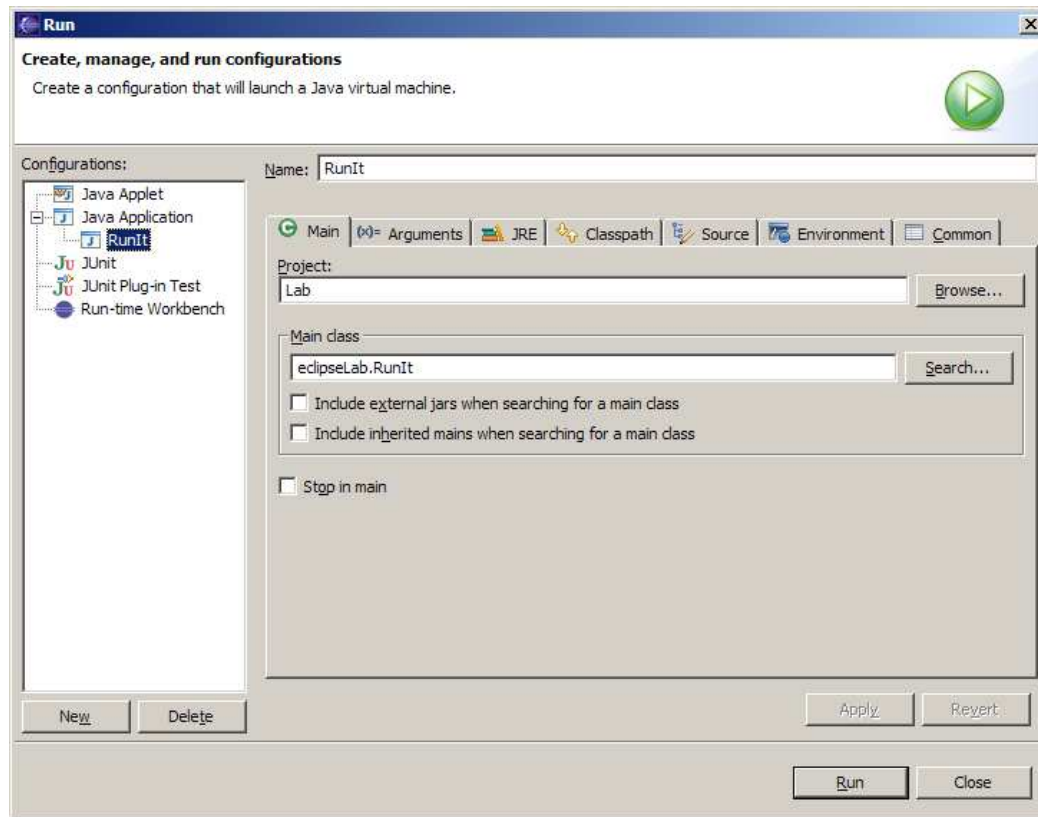 Run
Create, manage, and run configurations
Create a configuration that will launch a Java virtual machine.
Configurations:
Java Applet
Java Application
RunIt
JUnit
JUnit Plug-in Test
Run-time Workbench
New
Delete
Name: RunIt
Main (x)= Arguments JRE Classpath Source Environment Common
Project:
Lab
Browse...
Main class
eclipseLab.RunIt
Search...
Include external jars when searching for a main class
Include inherited mains when searching for a main class
Stop in main
Apply
Revert
Run
Close